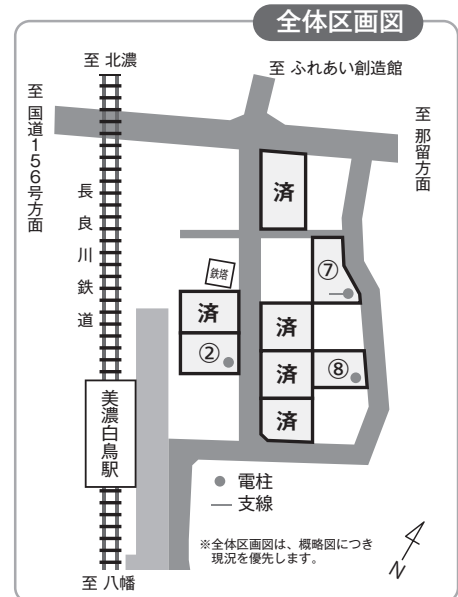 全体区画図
至 北濃
至 ふれあい創造館
至 国道156号方面
至 那留方面
長良川鉄道
済
鉄塔
⑦
済
済
②
済
⑧
済
美濃白鳥駅
電柱
支線
※全体区画図は、概略図につき
現況を優先します。
N
至 八幡